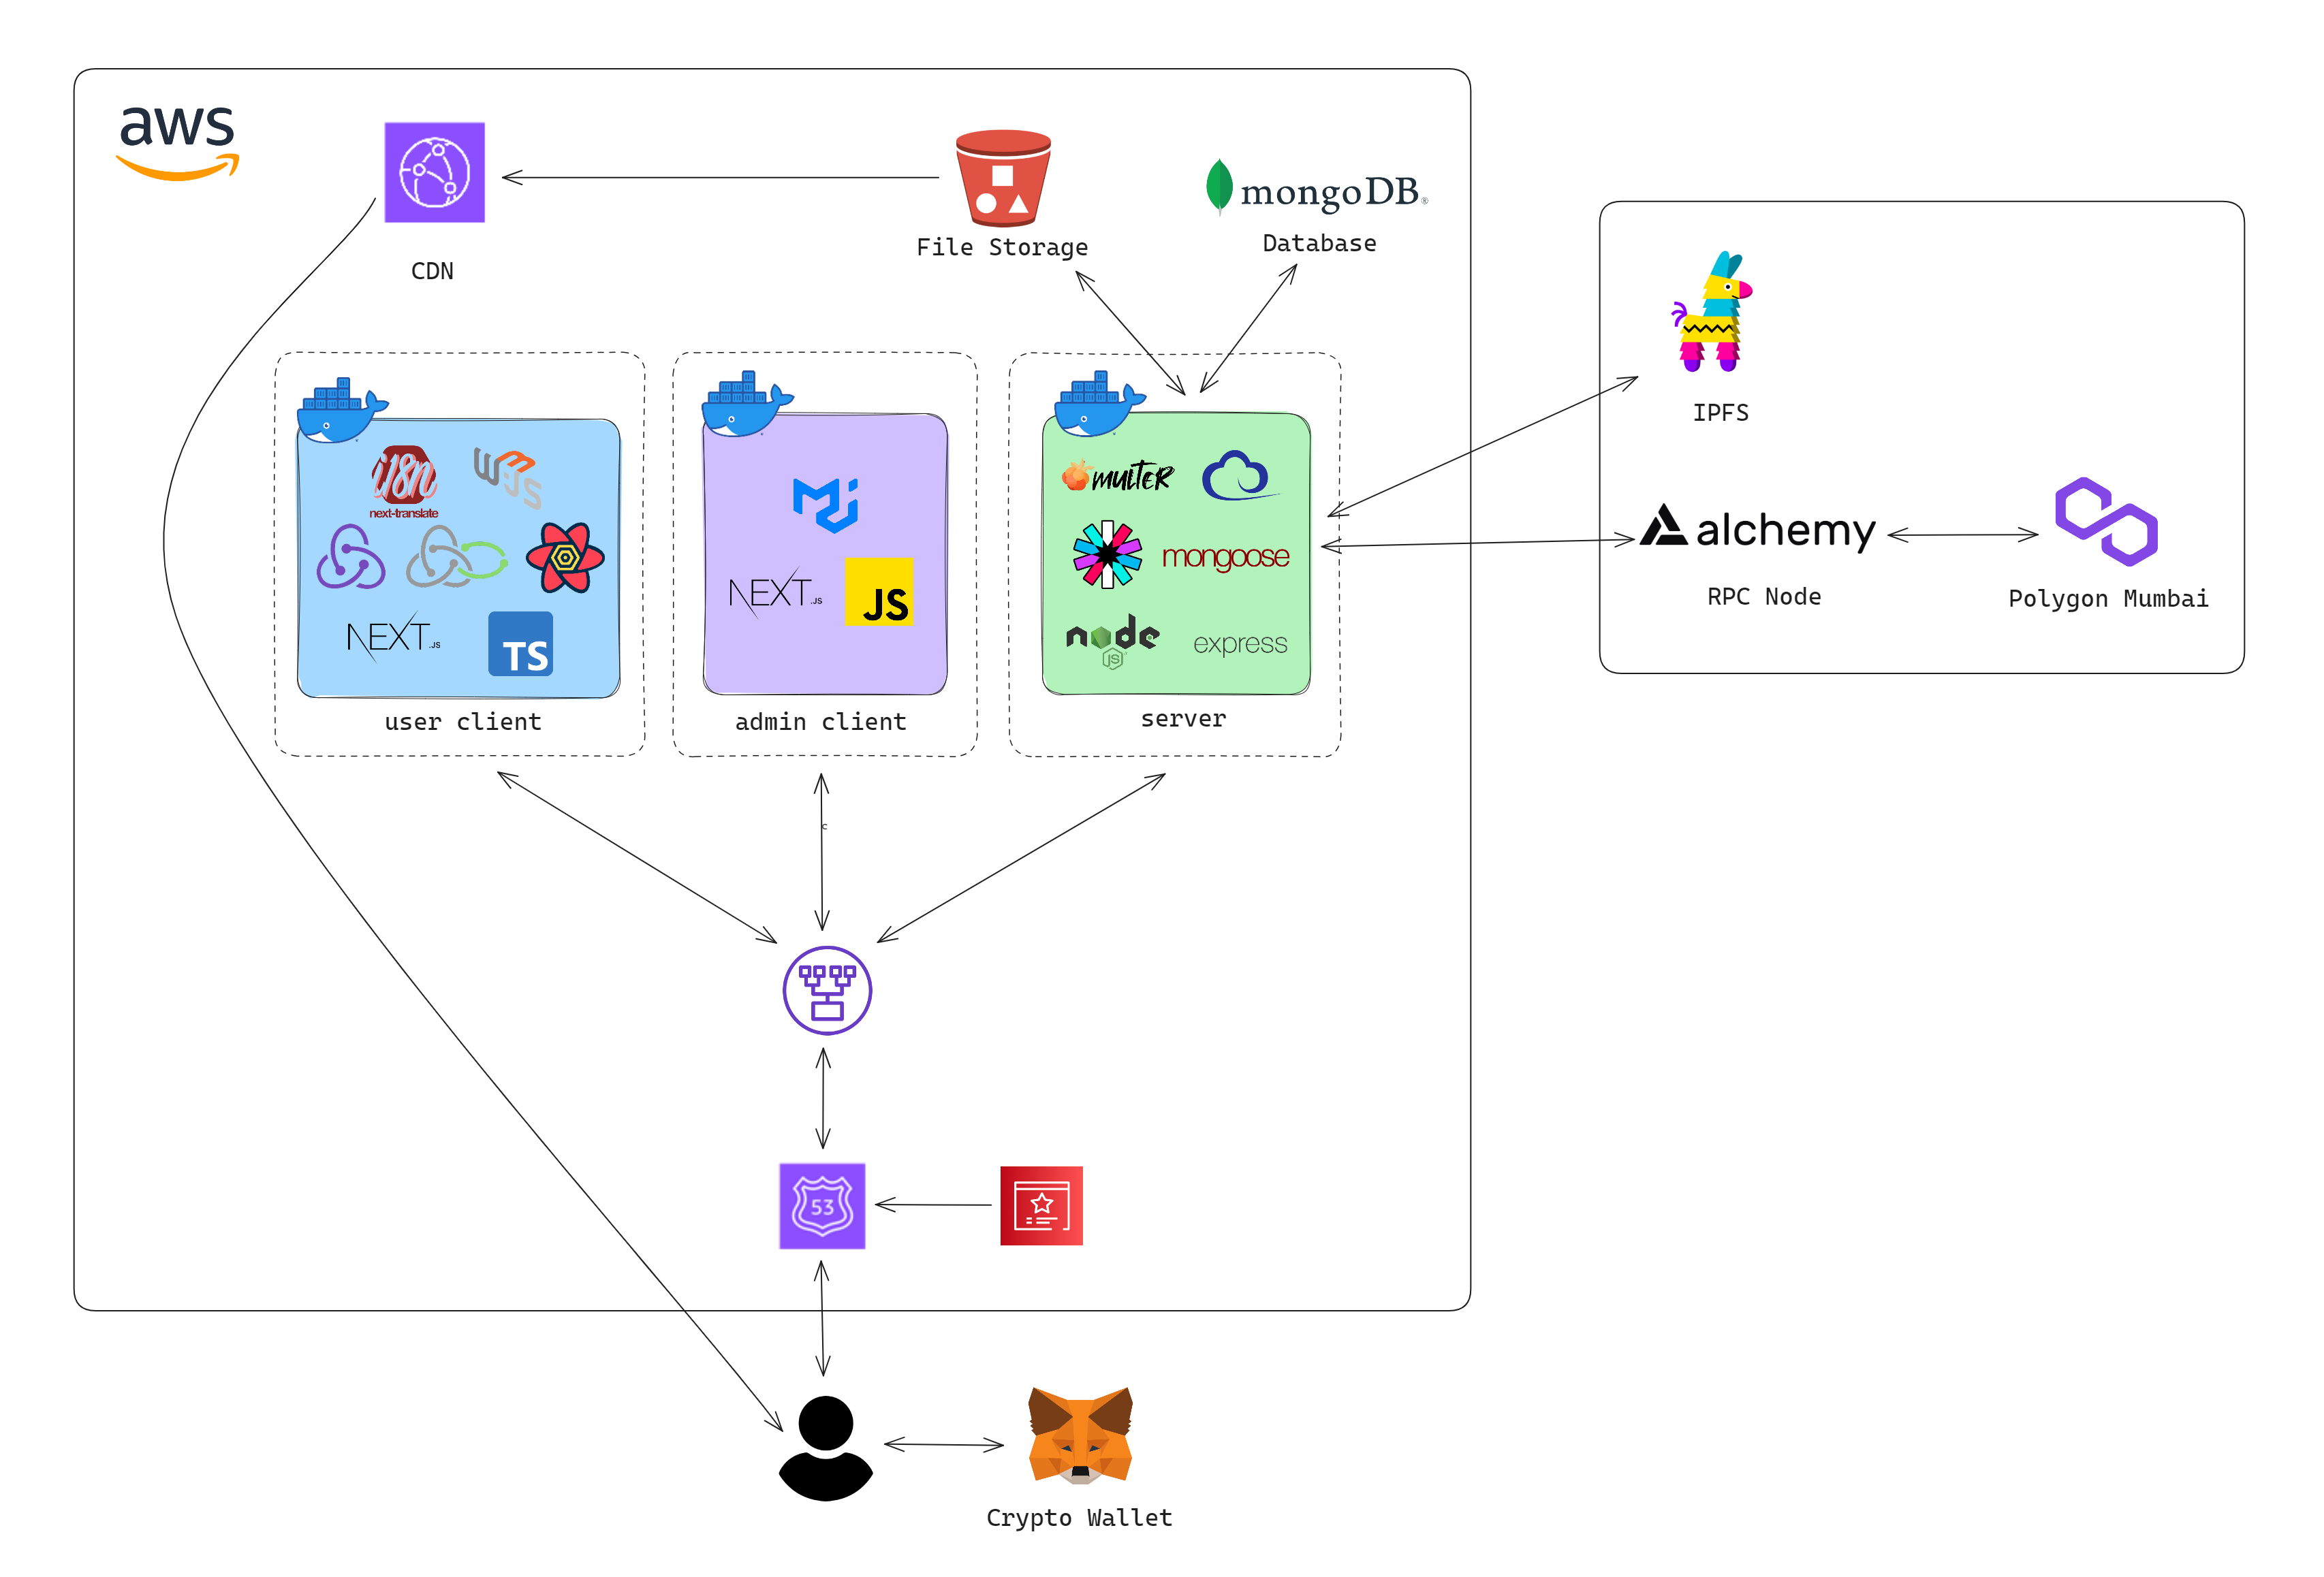 aws
CDN
File Storage
mongoDB®
Database
IPFS
alchemy
RPC Node
Polygon Mumbai
i18n
next-translate
NEXT.JS
TS
user client
NEXT.JS
JS
admin client
MULTER
mongoose
node
JS
express
server
C
53
Crypto Wallet